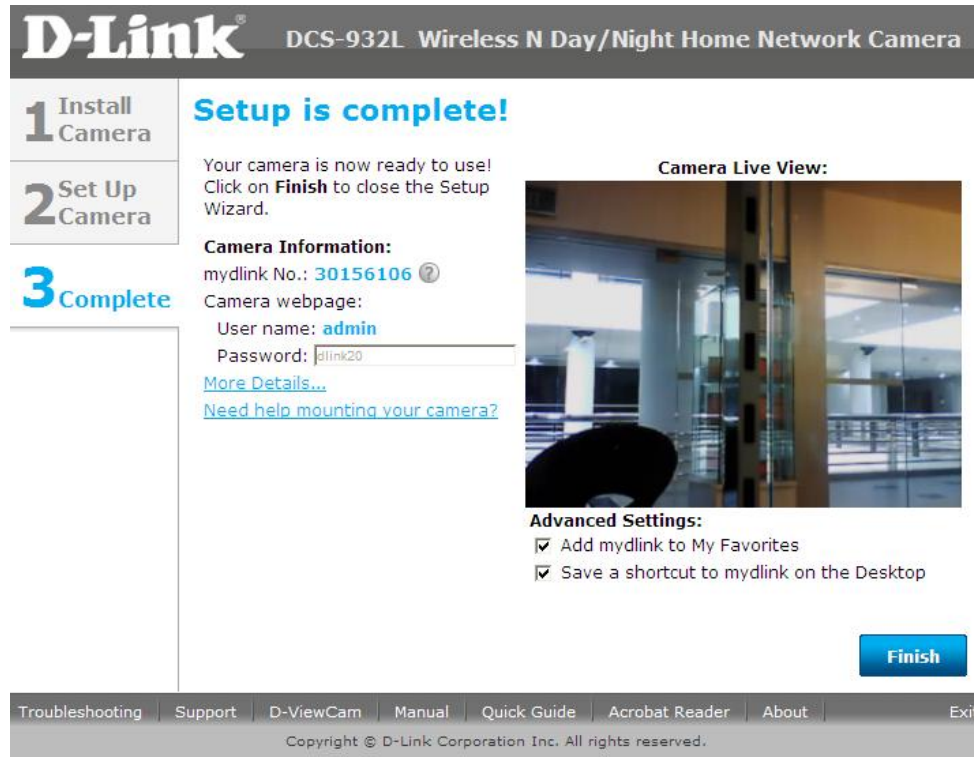 D-Link®
DCS-932L Wireless N Day/Night Home Network Camera
1 Install
Camera
2 Set Up
Camera
3 Complete
Setup is complete!
Your camera is now ready to use!
Click on Finish to close the Setup
Wizard.
Camera Information:
mydlink No.: 30156106 ?
Camera webpage:
User name: admin
Password: dlink20
More Details...
Need help mounting your camera?
Camera Live View:
Advanced Settings:
Add mydlink to My Favorites
Save a shortcut to mydlink on the Desktop
Finish
Troubleshooting Support D-ViewCam Manual Quick Guide Acrobat Reader About Exi
Copyright © D-Link Corporation Inc. All rights reserved.